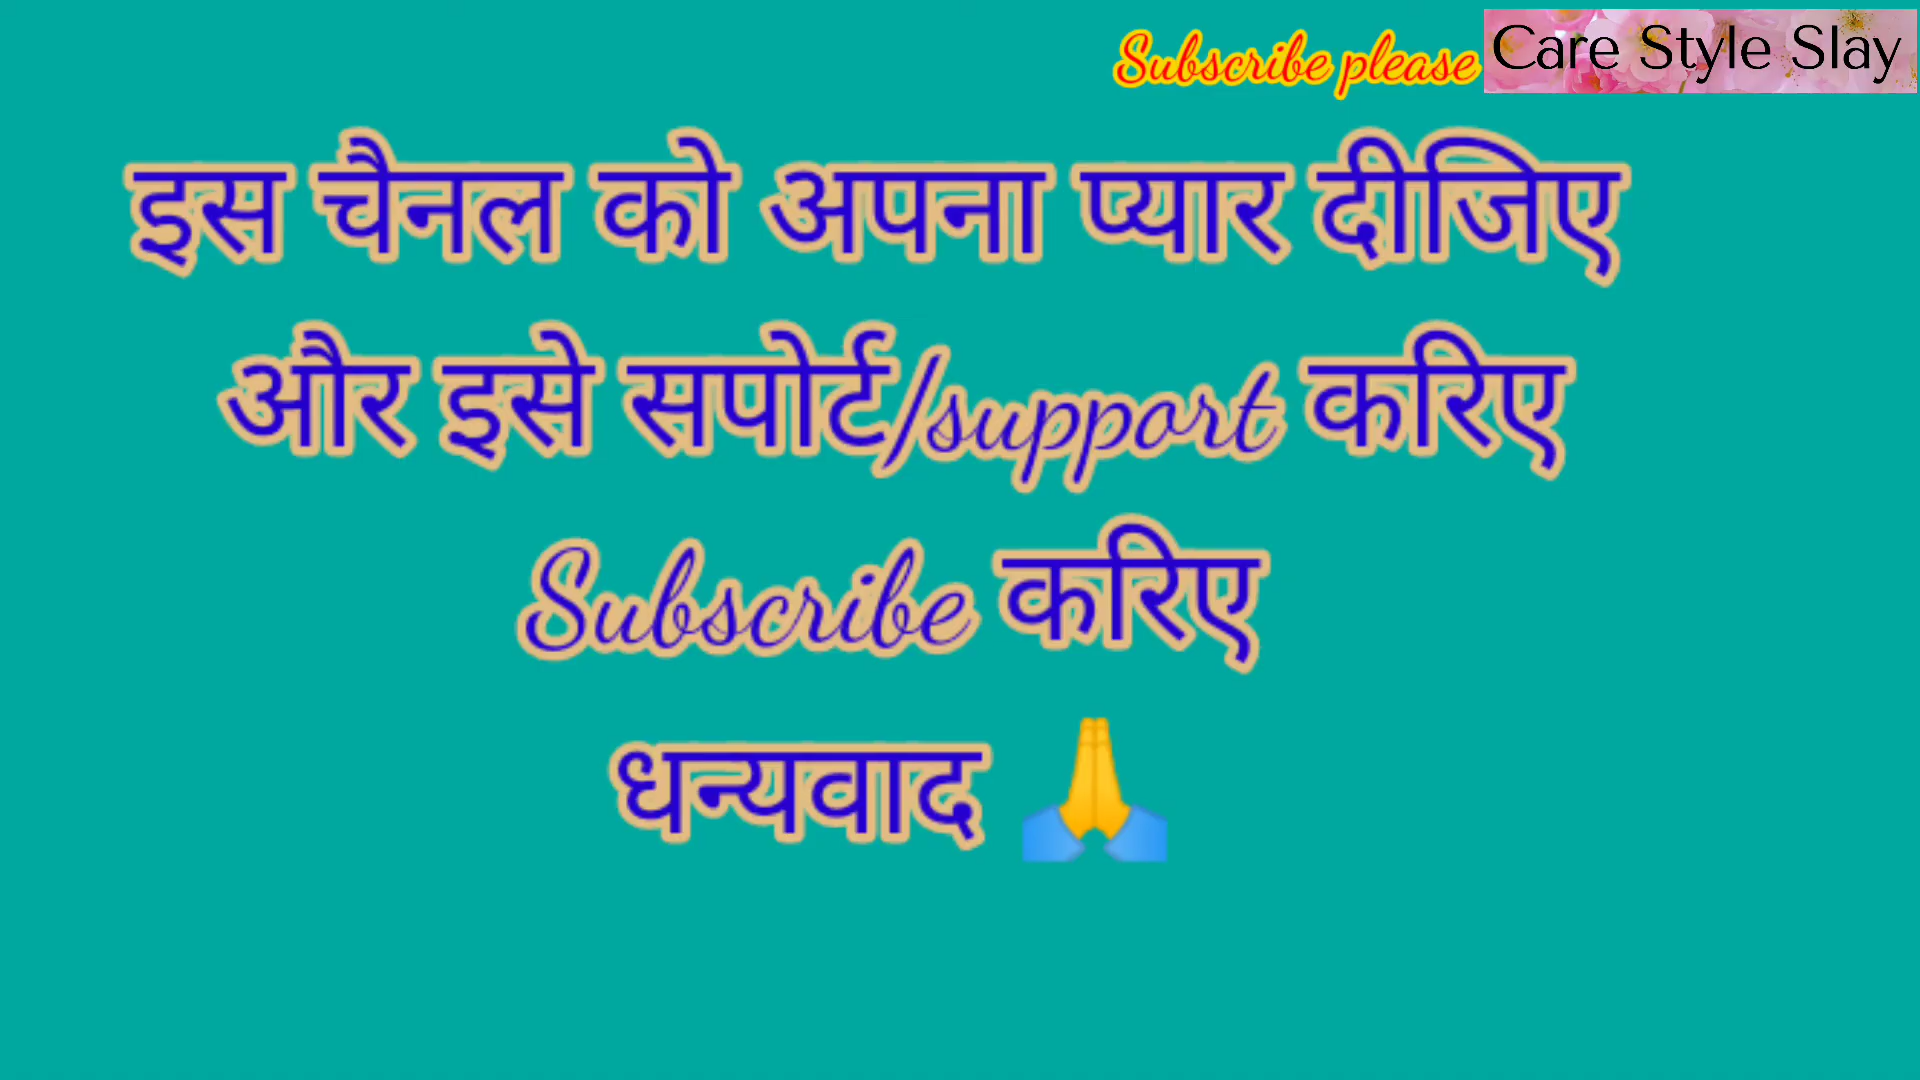 Subscribe please Care Style Slay
इस चैनल को अपना प्यार दीजिए
और इसे सपोर्ट/support करिए
Subscribe करिए
धन्यवाद 🙏